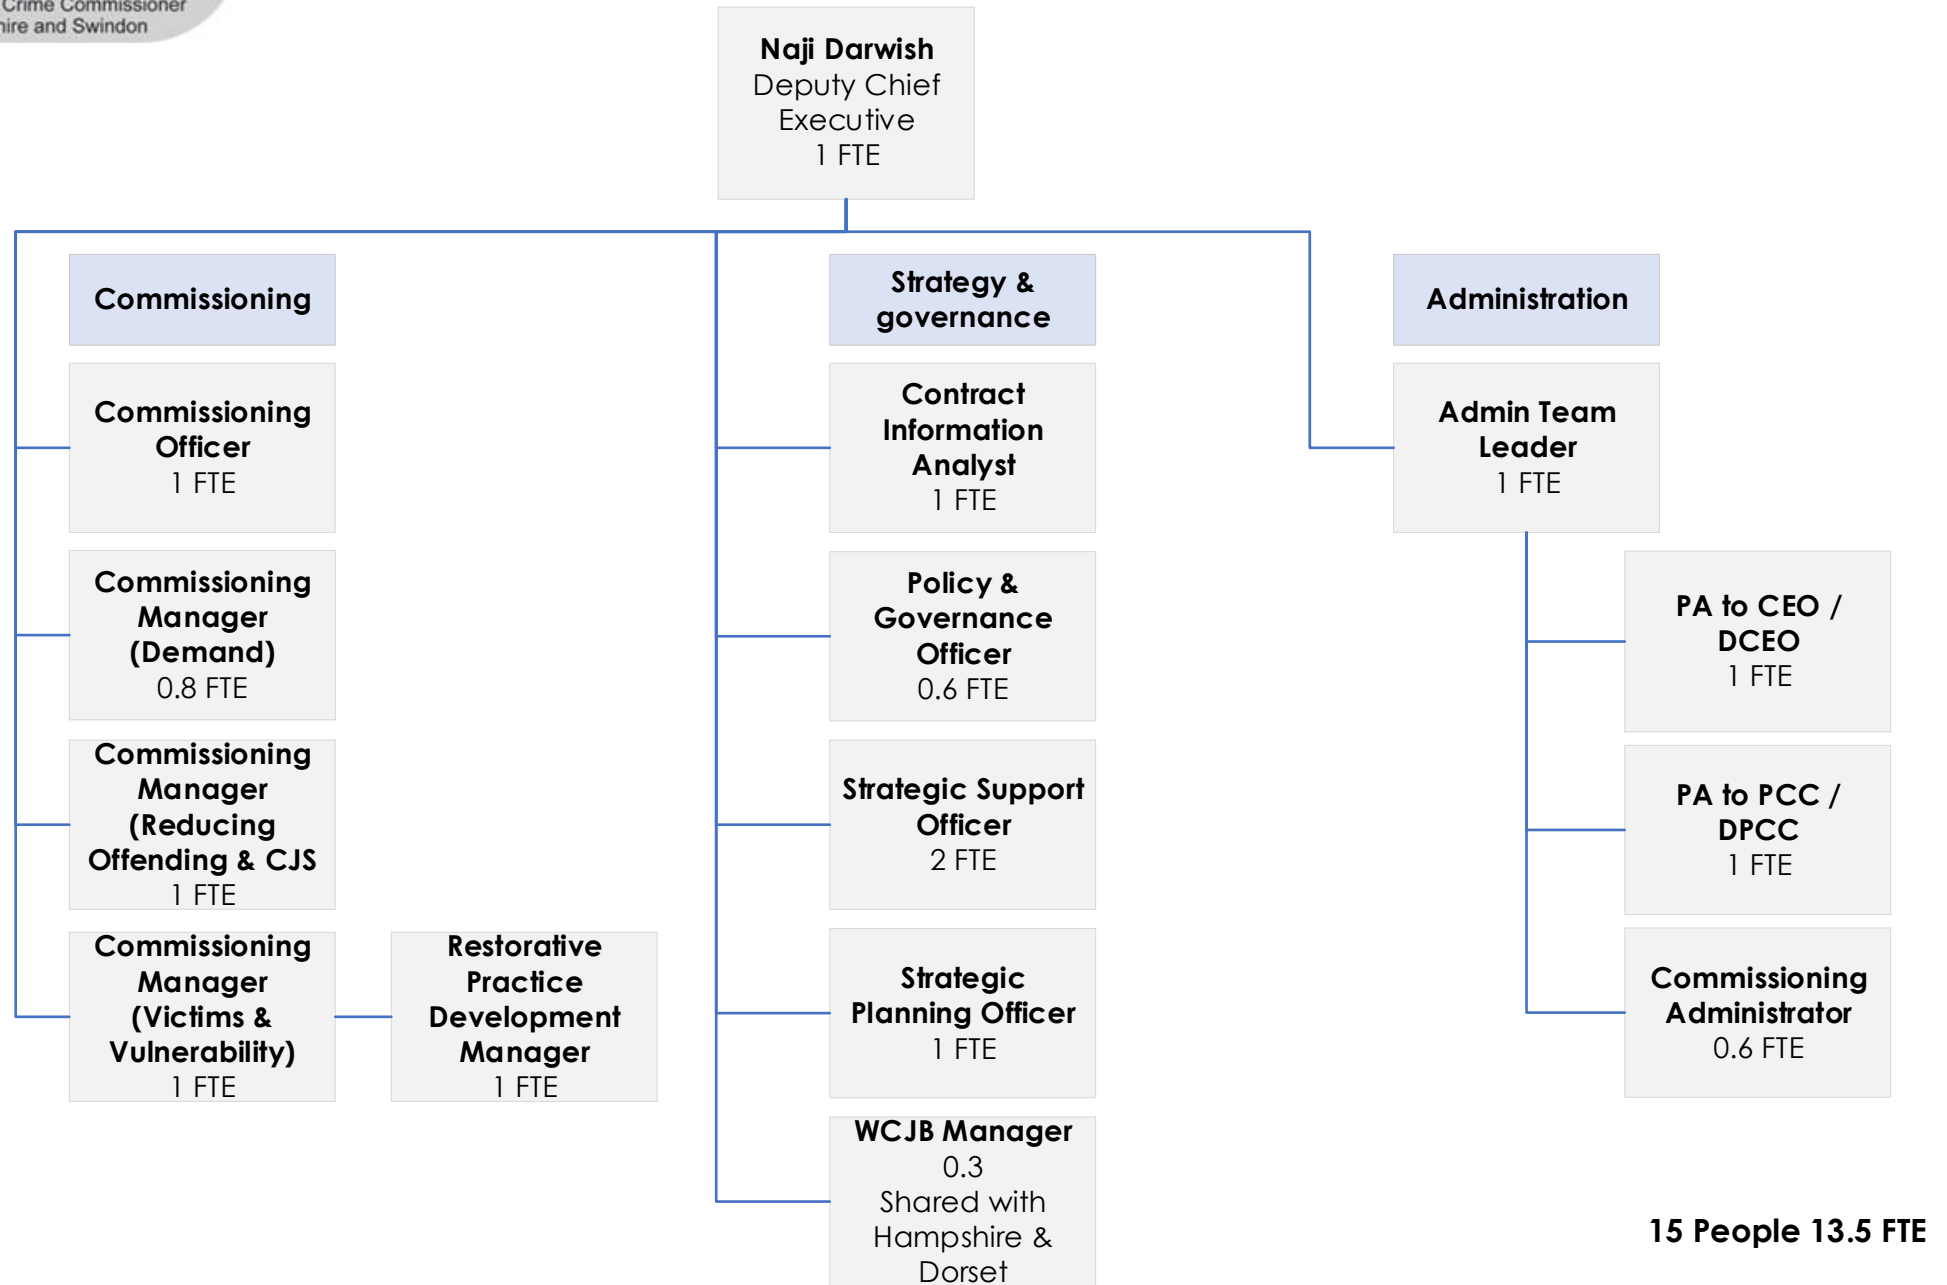 Crime Commissioner
hire and Swindon
Naji Darwish
Deputy Chief
Executive
1 FTE
Commissioning
Strategy &
governance
Administration
Commissioning
Officer
1 FTE
Contract
Information
Analyst
1 FTE
Admin Team
Leader
1 FTE
Commissioning
Manager
(Demand)
0.8 FTE
Policy &
Governance
Officer
0.6 FTE
PA to CEO /
DCEO
1 FTE
Commissioning
Manager
(Reducing
Offending & CJS
1 FTE
Strategic Support
Officer
2 FTE
PA to PCC /
DPCC
1 FTE
Commissioning
Manager
(Victims &
Vulnerability)
1 FTE
Restorative
Practice
Development
Manager
1 FTE
Strategic
Planning Officer
1 FTE
Commissioning
Administrator
0.6 FTE
WCJB Manager
0.3
Shared with
Hampshire &
Dorset
15 People 13.5 FTE